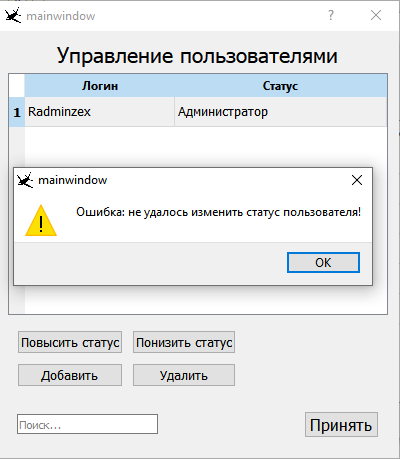 mainwindow
Управление пользователями
Логин Статус
1 Radminzex Администратор
mainwindow
Ошибка: не удалось изменить статус пользователя!
OK
Повысить статус Понизить статус
Добавить Удалить
Поиск... Принять